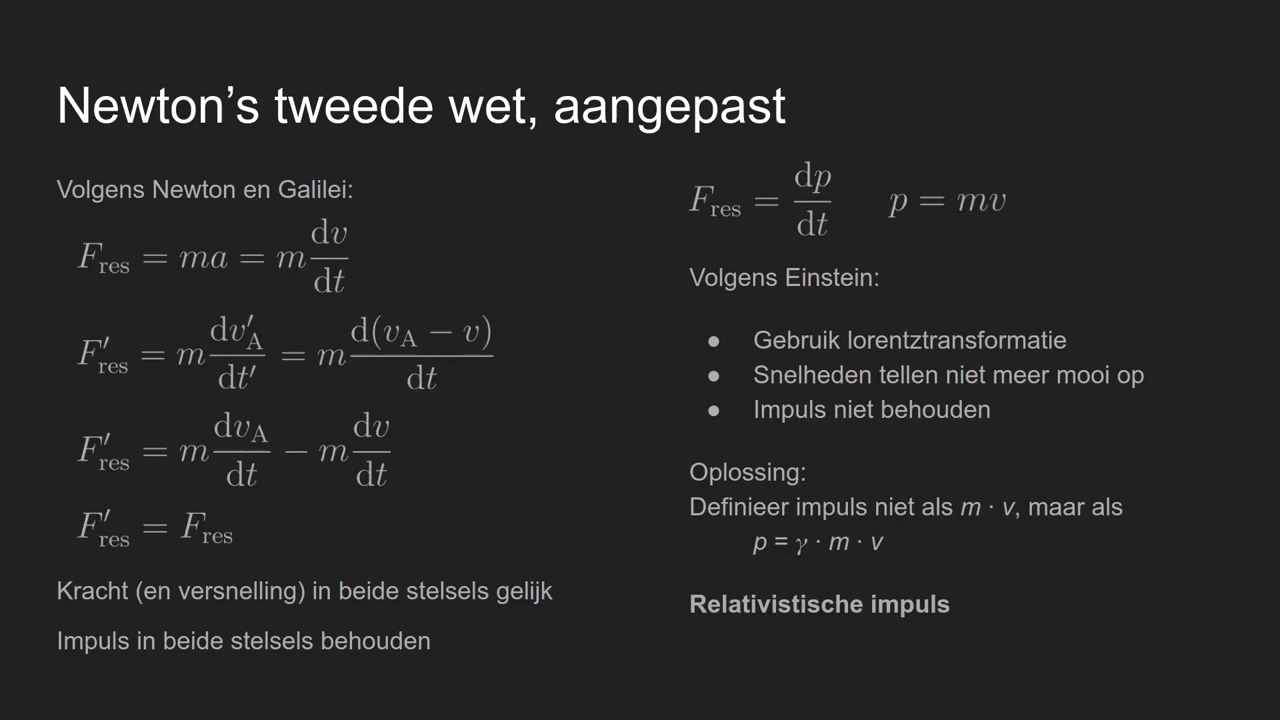 Newton’s tweede wet, aangepast
Volgens Newton en Galilei:
F_res = ma = m dv/dt
F′_res = m dv′_A/dt′ = m d(v_A − v)/dt
F′_res = m dv_A/dt − m dv/dt
F′_res = F_res
Kracht (en versnelling) in beide stelsels gelijk
Impuls in beide stelsels behouden
F_res = dp/dt p = mv
Volgens Einstein:
● Gebruik lorentztransformatie
● Snelheden tellen niet meer mooi op
● Impuls niet behouden
Oplossing:
Definieer impuls niet als m · v, maar als
p = γ · m · v
Relativistische impuls